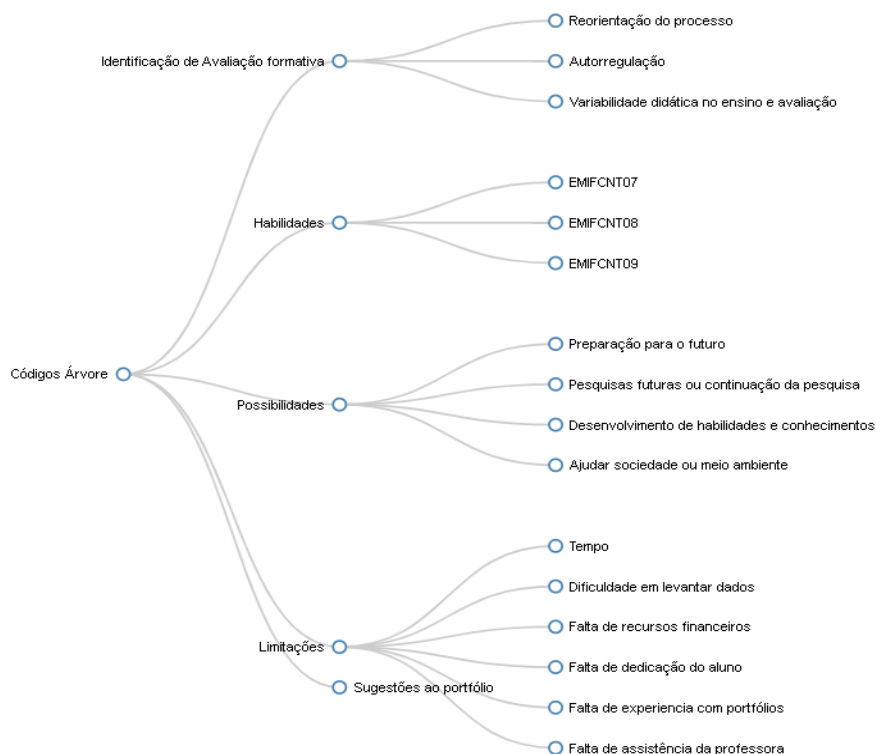 Códigos Árvore
Identificação de Avaliação formativa
Reorientação do processo
Autorregulação
Variabilidade didática no ensino e avaliação
Habilidades
EMIFCNT07
EMIFCNT08
EMIFCNT09
Possibilidades
Preparação para o futuro
Pesquisas futuras ou continuação da pesquisa
Desenvolvimento de habilidades e conhecimentos
Ajudar sociedade ou meio ambiente
Limitações
Tempo
Dificuldade em levantar dados
Falta de recursos financeiros
Falta de dedicação do aluno
Falta de experiencia com portfólios
Falta de assistência da professora
Sugestões ao portfólio